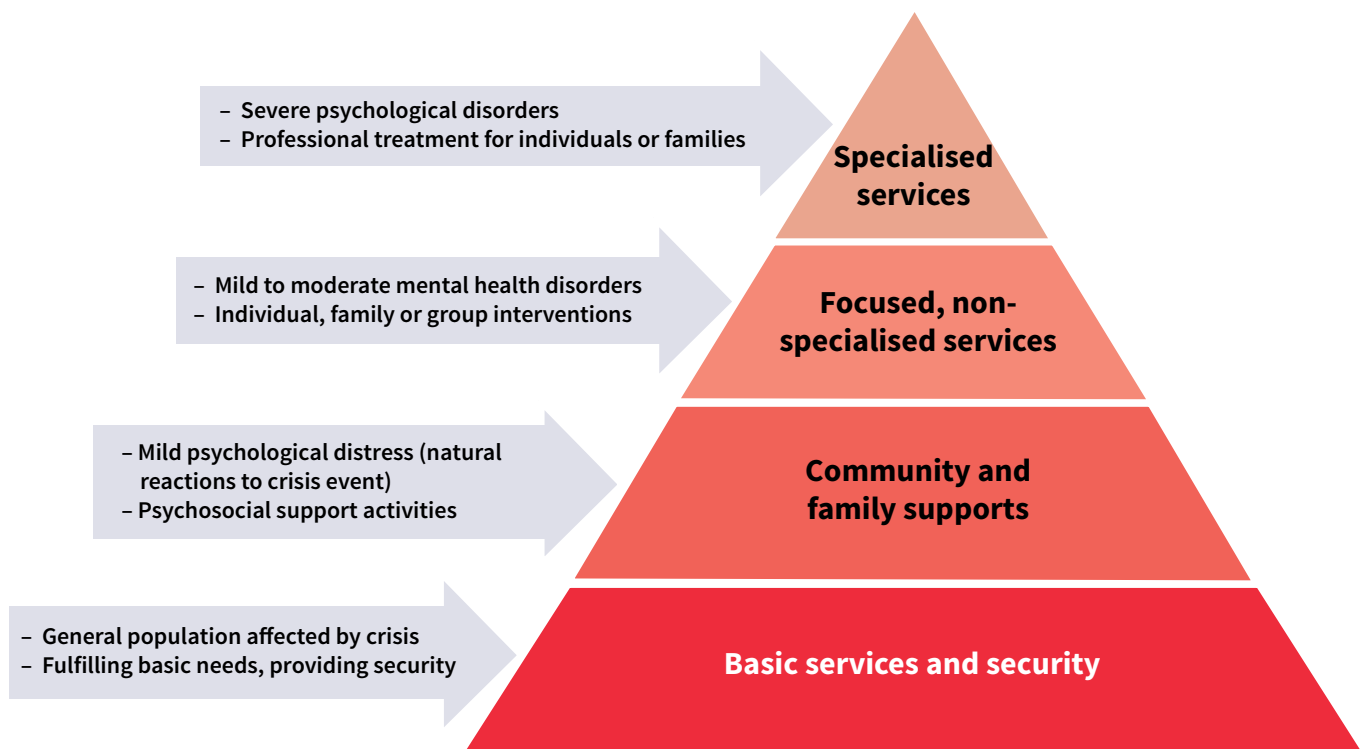 – Severe psychological disorders
– Professional treatment for individuals or families
Specialised
services
– Mild to moderate mental health disorders
– Individual, family or group interventions
Focused, non-
specialised services
– Mild psychological distress (natural
reactions to crisis event)
– Psychosocial support activities
Community and
family supports
– General population affected by crisis
– Fulfilling basic needs, providing security
Basic services and security